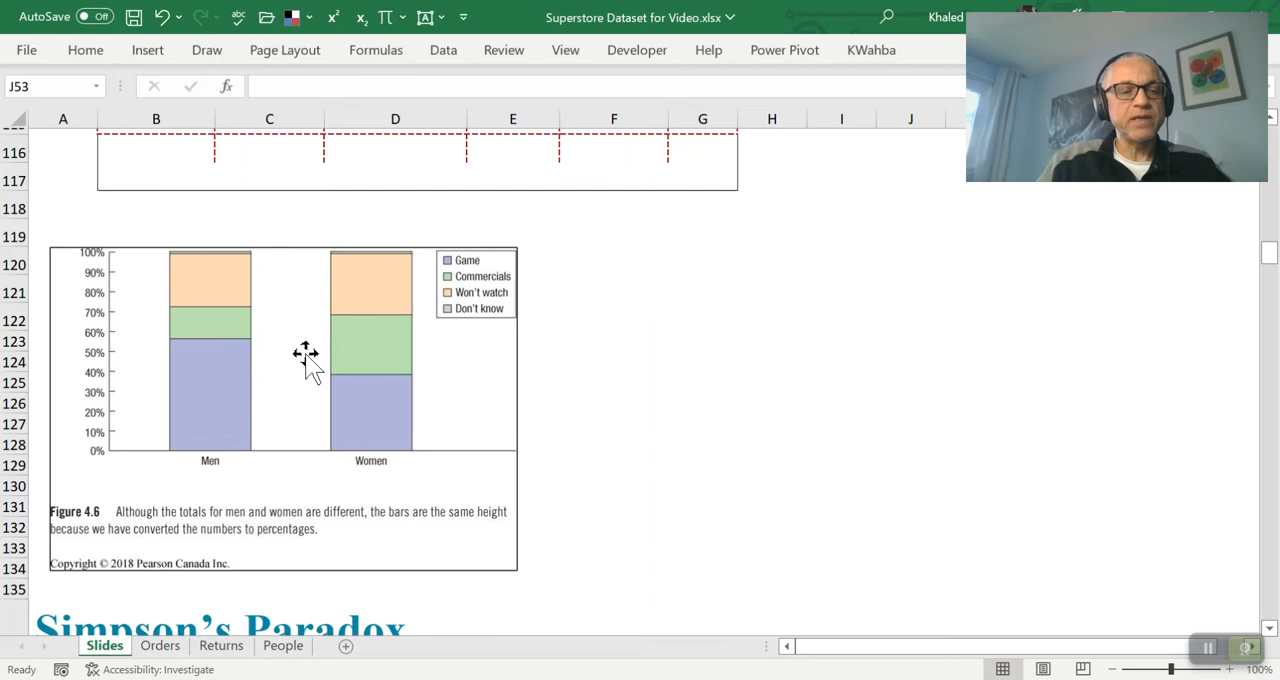 AutoSave Off Superstore Dataset for Video.xlsx Khaled
File Home Insert Draw Page Layout Formulas Data Review View Developer Help Power Pivot KWahba
J53 fx
A B C D E F G H I J
116
117
118
119
120
121
122
123
124
125
126
127
128
129
130
131
132
133
134
135
100%
90%
80%
70%
60%
50%
40%
30%
20%
10%
0%
Men Women
Game
Commercials
Won't watch
Don't know
Figure 4.6 Although the totals for men and women are different, the bars are the same height
because we have converted the numbers to percentages.
Copyright © 2018 Pearson Canada Inc.
Simpson's Paradox
Slides Orders Returns People
Ready Accessibility: Investigate 100%